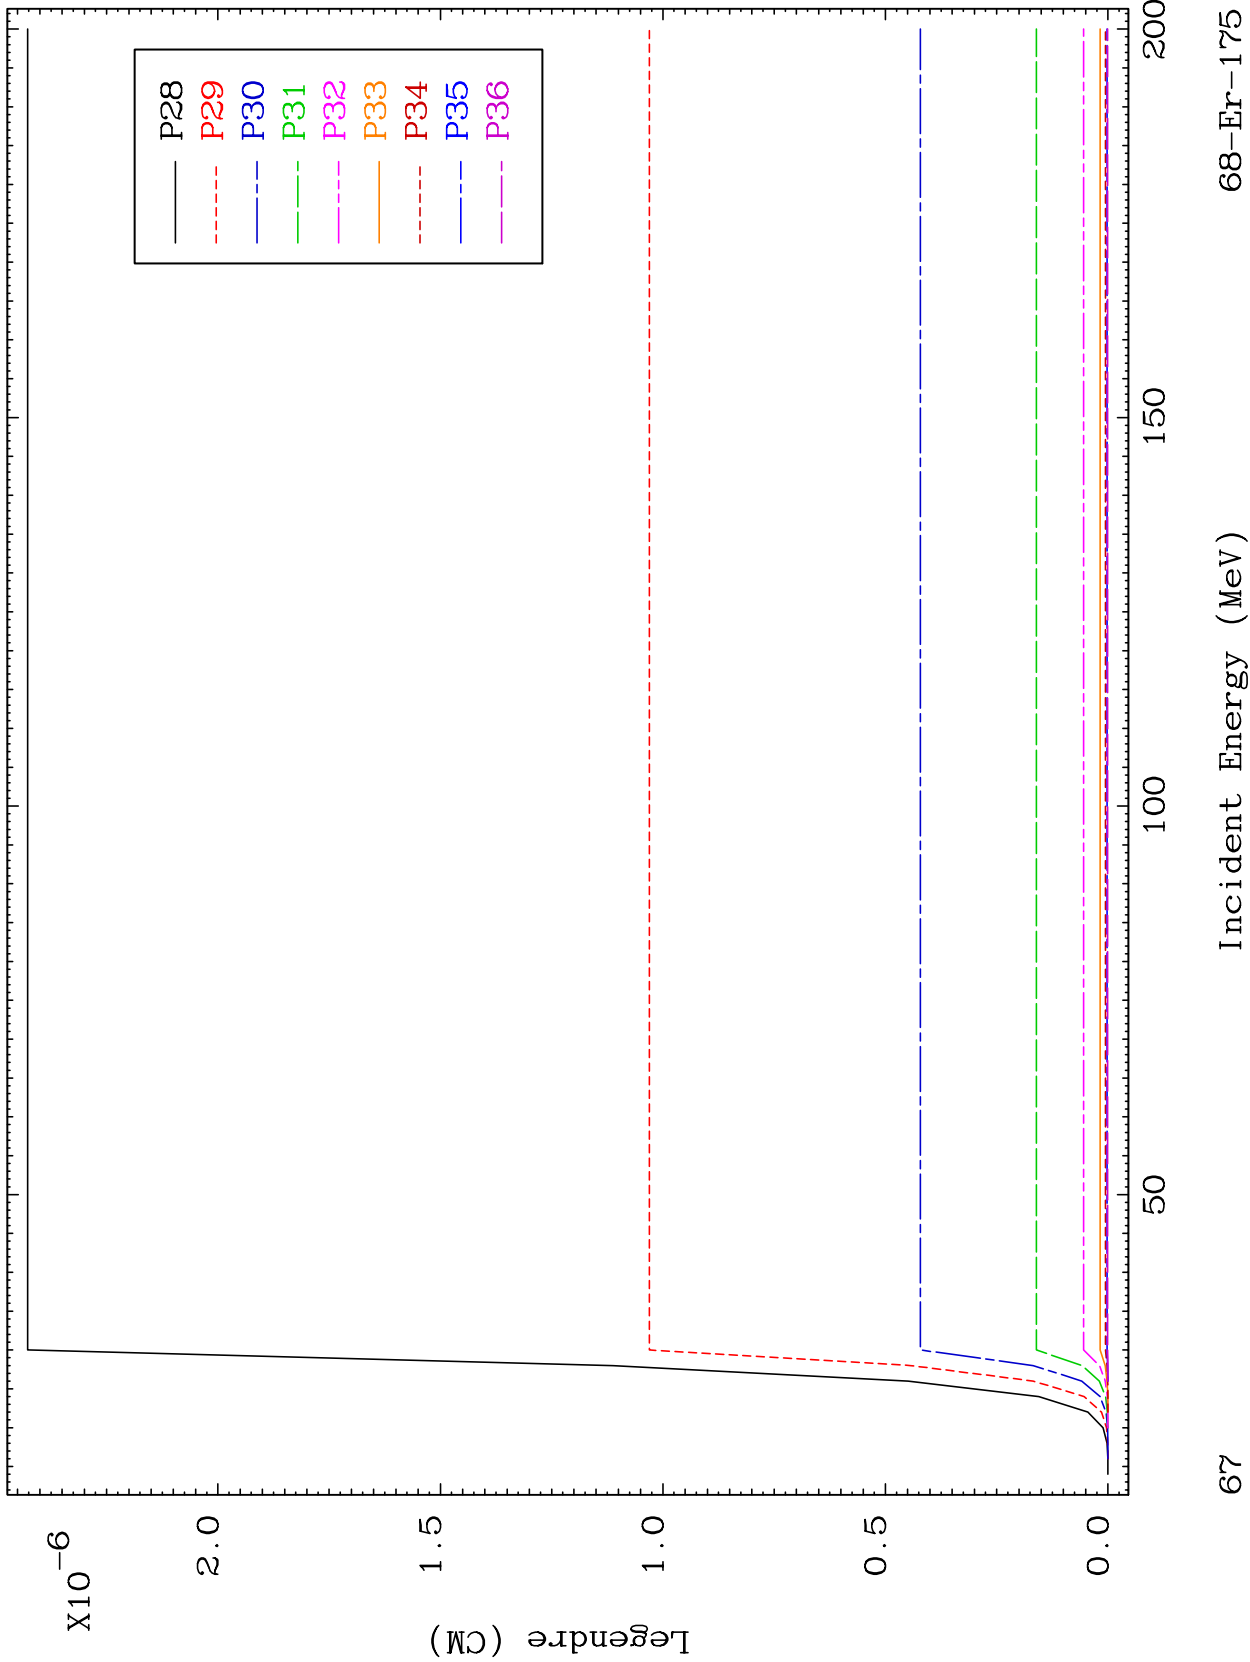 X10-6
2.0
1.5
1.0
0.5
0.0
Legendre (CM)
P28
P29
P30
P31
P32
P33
P34
P35
P36
50
100
150
200
67
Incident Energy (MeV)
68-Er-175